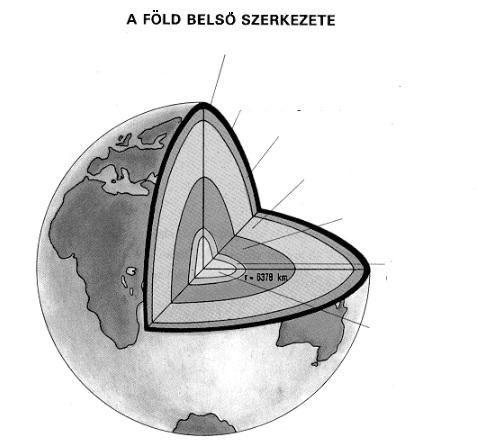 A FÖLD BELSŐ SZERKEZETE
r = 6378 km